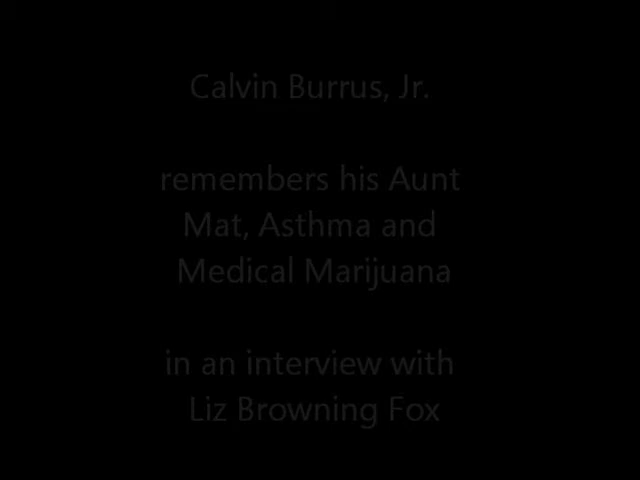 Calvin Burrus, Jr.
remembers his Aunt
Mat, Asthma and
Medical Marijuana
in an interview with
Liz Browning Fox